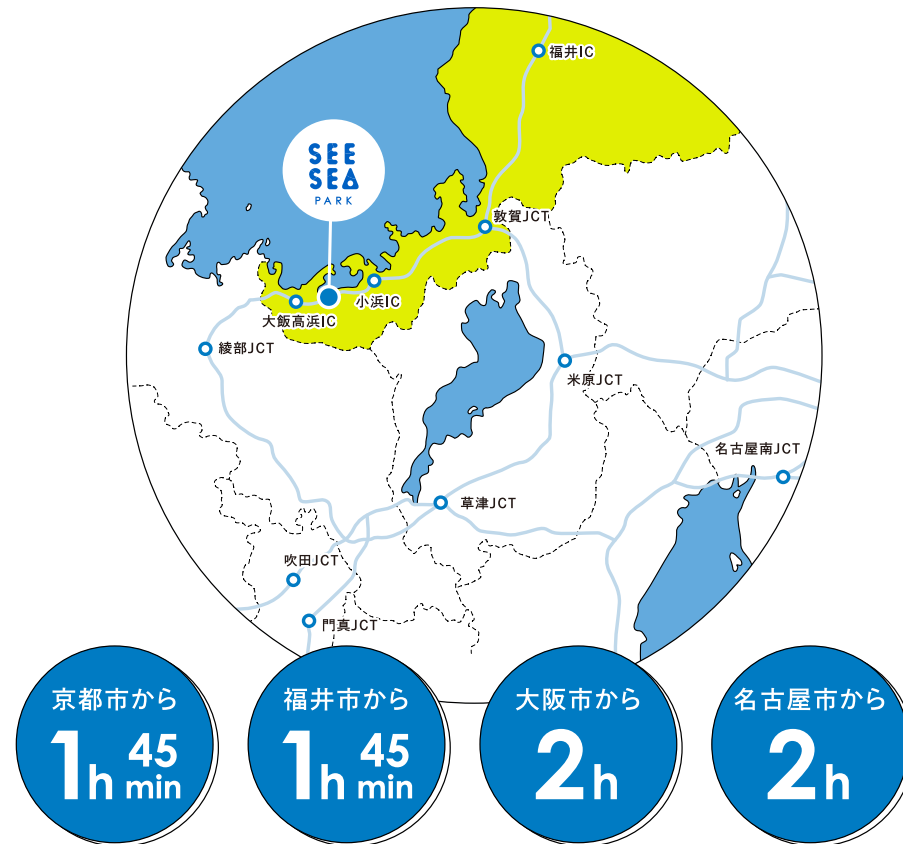 福井IC
SEE
SEA
PARK
敦賀JCT
小浜IC
大飯高浜IC
綾部JCT
米原JCT
名古屋南JCT
草津JCT
吹田JCT
門真JCT
京都市から
1h 45 min
福井市から
1h 45 min
大阪市から
2h
名古屋市から
2h